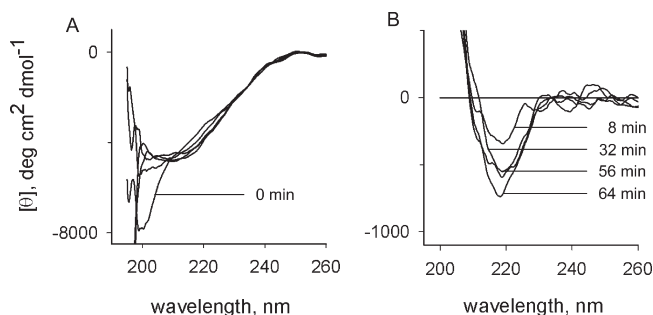 A
B
[θ], deg cm² dmol⁻¹
0
-8000
0 min
200
220
240
260
wavelength, nm
0
-1000
8 min
32 min
56 min
64 min
200
220
240
260
wavelength, nm